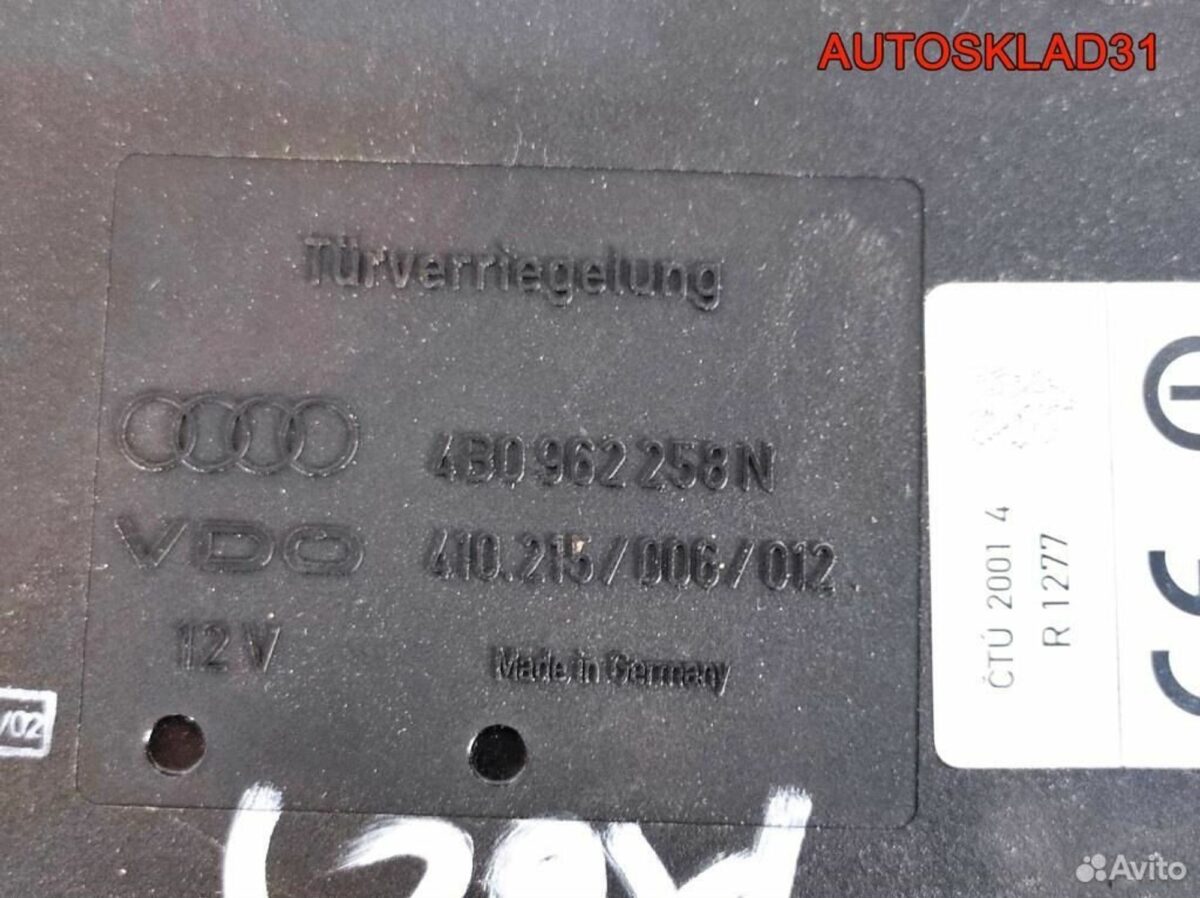 AUTOSKLAD31
Türverriegelung
4B0 962 258 N
VDO 410.215/006/012
12 V Made in Germany
/02
ČTÚ 2001 4
R 1277
CE
Avito